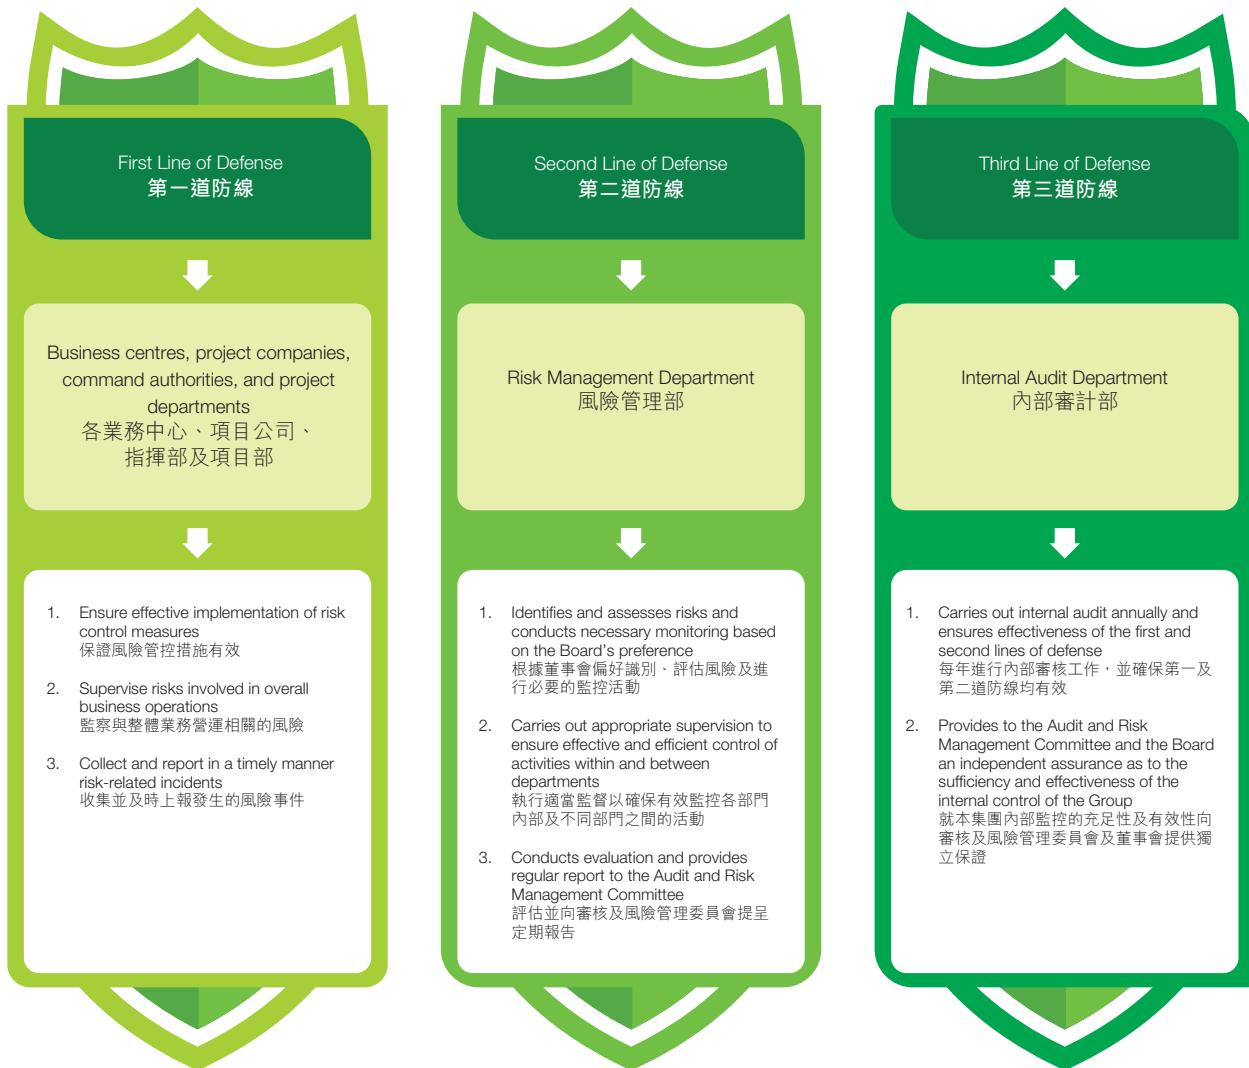 First Line of Defense
第一道防線
Business centres, project companies,
command authorities, and project
departments
各業務中心、項目公司、
指揮部及項目部
1. Ensure effective implementation of risk
control measures
保證風險管控措施有效
2. Supervise risks involved in overall
business operations
監察與整體業務營運相關的風險
3. Collect and report in a timely manner
risk-related incidents
收集並及時上報發生的風險事件
Second Line of Defense
第二道防線
Risk Management Department
風險管理部
1. Identifies and assesses risks and
conducts necessary monitoring based
on the Board’s preference
根據董事會偏好識別、評估風險及進
行必要的監控活動
2. Carries out appropriate supervision to
ensure effective and efficient control of
activities within and between
departments
執行適當監督以確保有效監控各部門
內部及不同部門之間的活動
3. Conducts evaluation and provides
regular report to the Audit and Risk
Management Committee
評估並向審核及風險管理委員會提呈
定期報告
Third Line of Defense
第三道防線
Internal Audit Department
內部審計部
1. Carries out internal audit annually and
ensures effectiveness of the first and
second lines of defense
每年進行內部審核工作，並確保第一及
第二道防線均有效
2. Provides to the Audit and Risk
Management Committee and the Board
an independent assurance as to the
sufficiency and effectiveness of the
internal control of the Group
就本集團內部監控的充足性及有效性向
審核及風險管理委員會及董事會提供獨
立保證